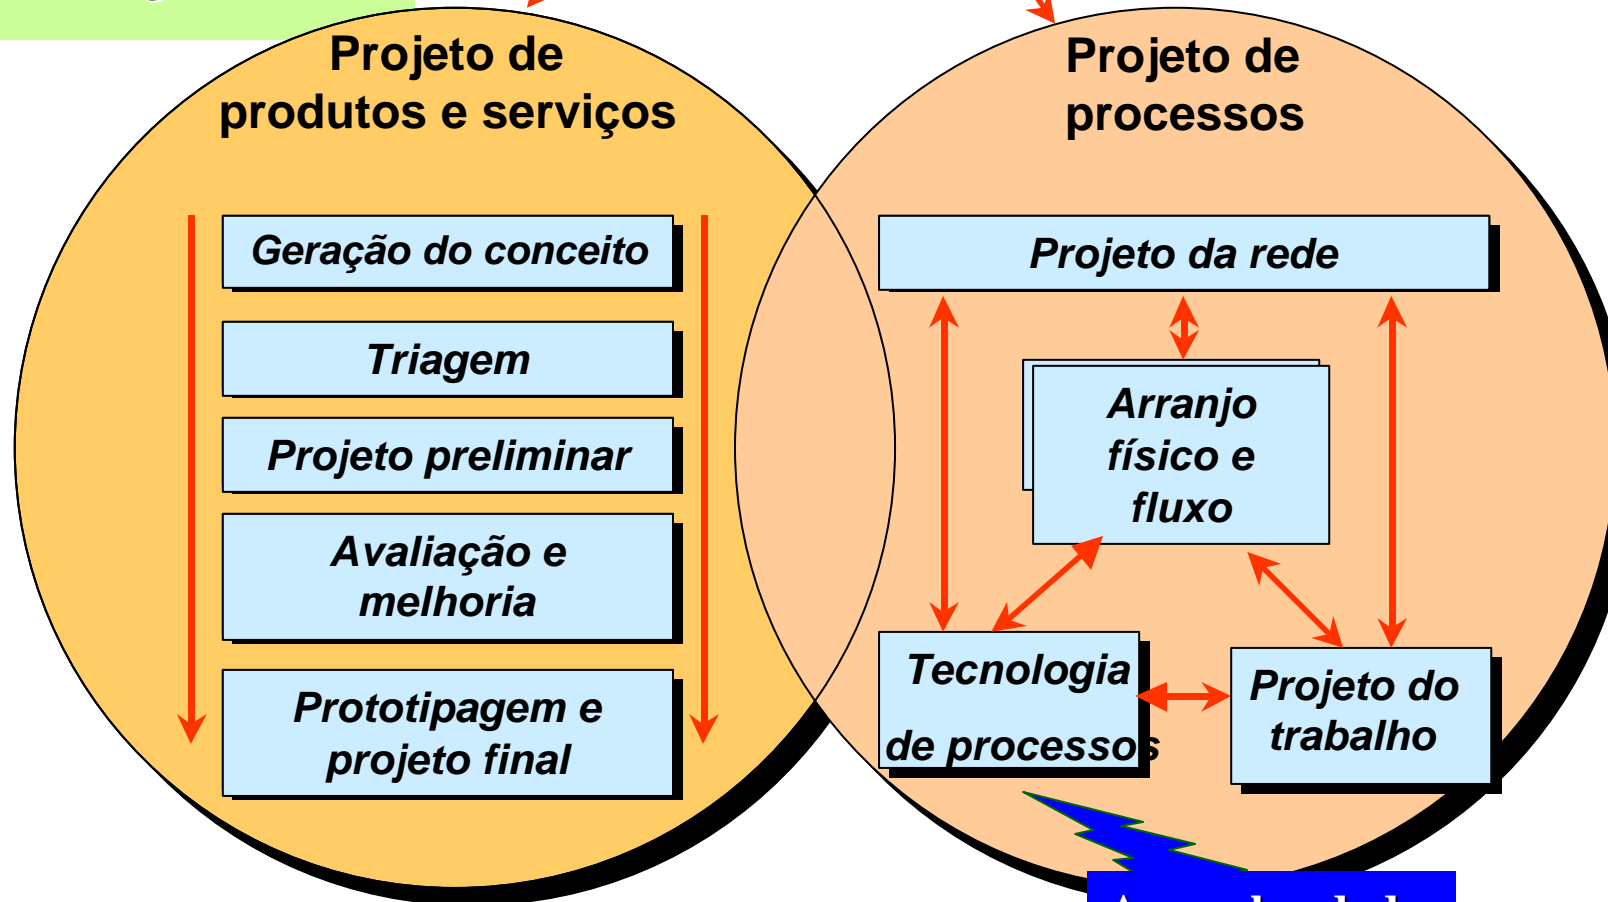 Projeto de
produtos e serviços
Geração do conceito
Triagem
Projeto preliminar
Avaliação e
melhoria
Prototipagem e
projeto final
Projeto de
processos
Projeto da rede
Arranjo
físico e
fluxo
Tecnologia
de processos
Projeto do
trabalho